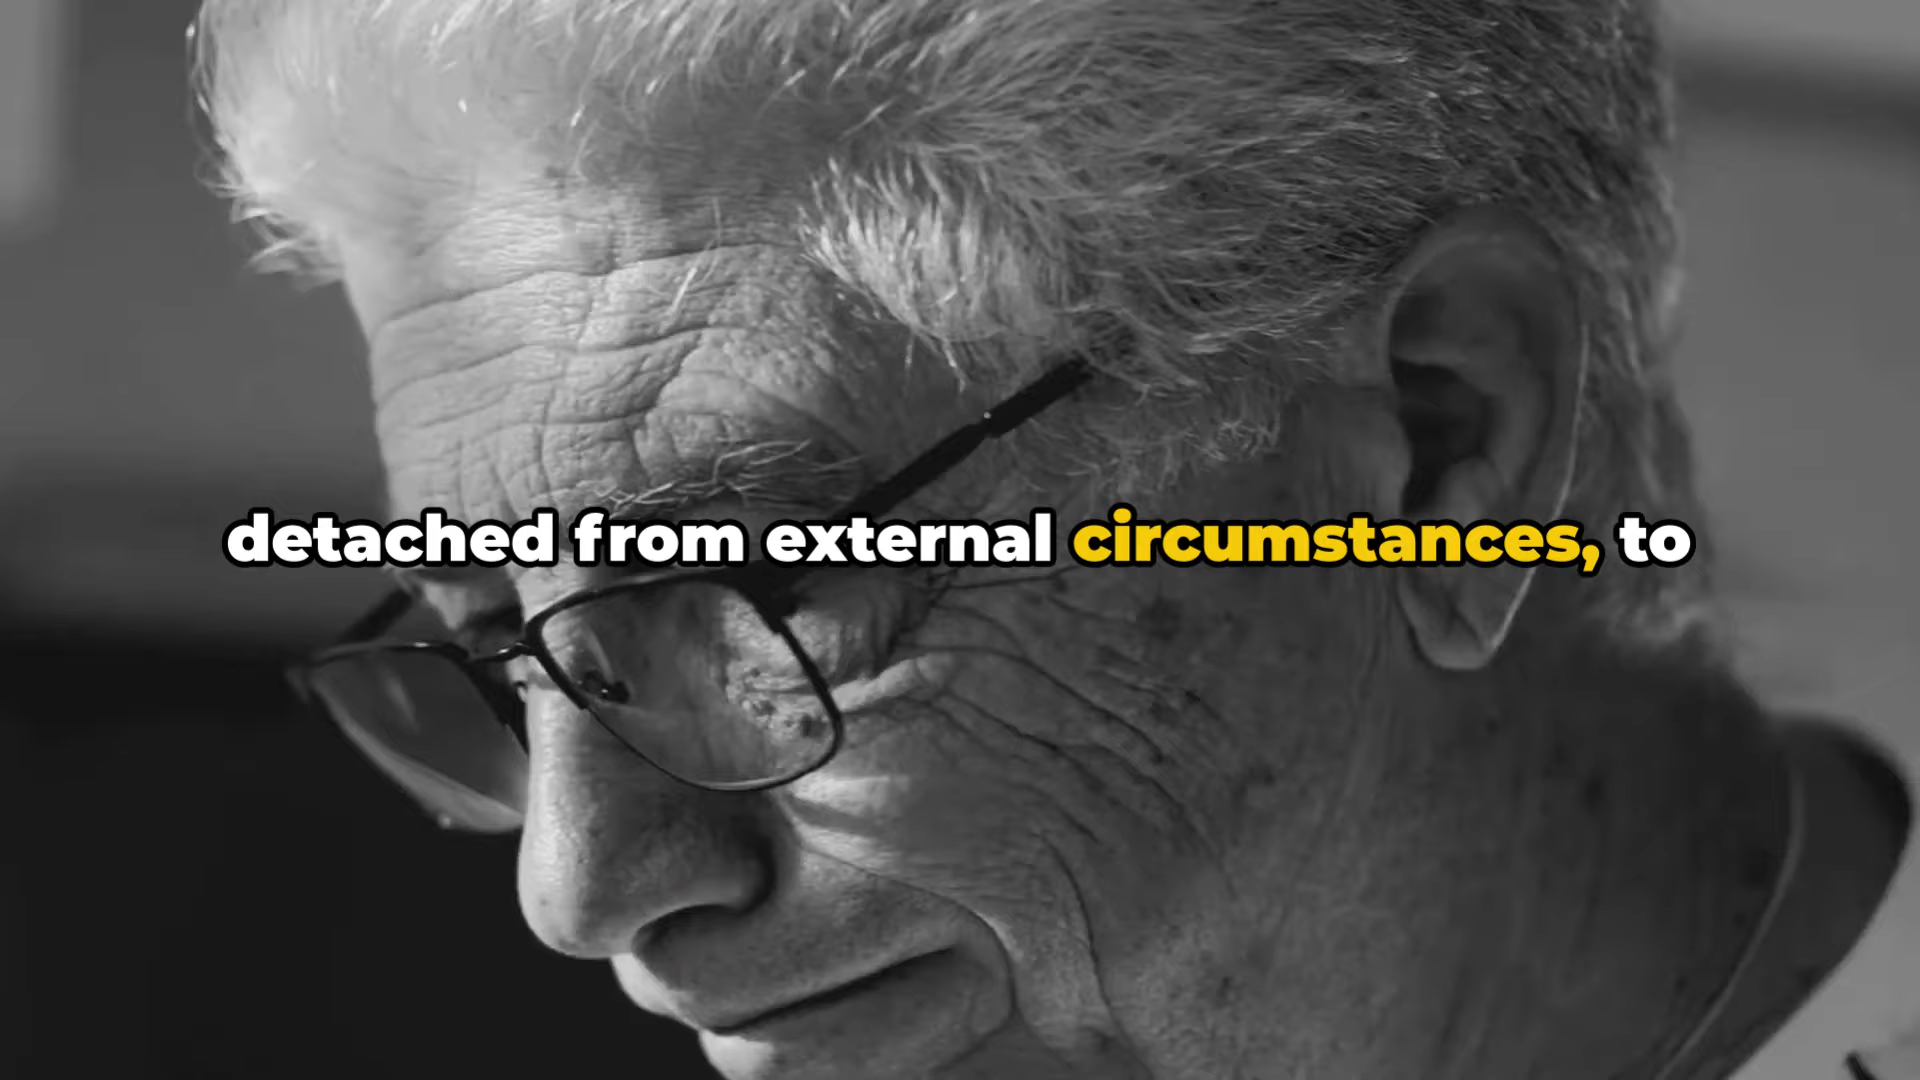 detached from external circumstances, to